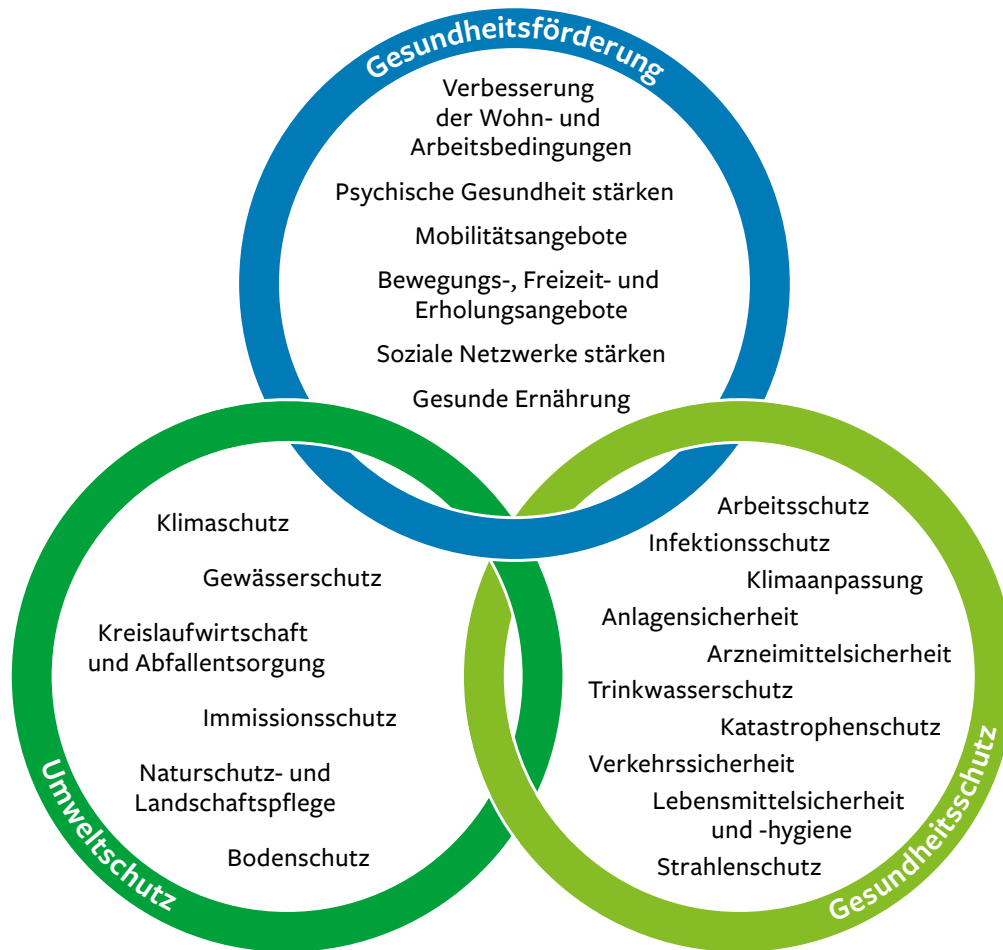 Gesundheitsförderung
Verbesserung
der Wohn- und
Arbeitsbedingungen
Psychische Gesundheit stärken
Mobilitätsangebote
Bewegungs-, Freizeit- und
Erholungsangebote
Soziale Netzwerke stärken
Gesunde Ernährung
Umweltschutz
Klimaschutz
Gewässerschutz
Kreislaufwirtschaft
und Abfallentsorgung
Immissionsschutz
Naturschutz- und
Landschaftspflege
Bodenschutz
Gesundheitsschutz
Arbeitsschutz
Infektionsschutz
Klimaanpassung
Anlagensicherheit
Arzneimittelsicherheit
Trinkwasserschutz
Katastrophenschutz
Verkehrssicherheit
Lebensmittelsicherheit
und -hygiene
Strahlenschutz